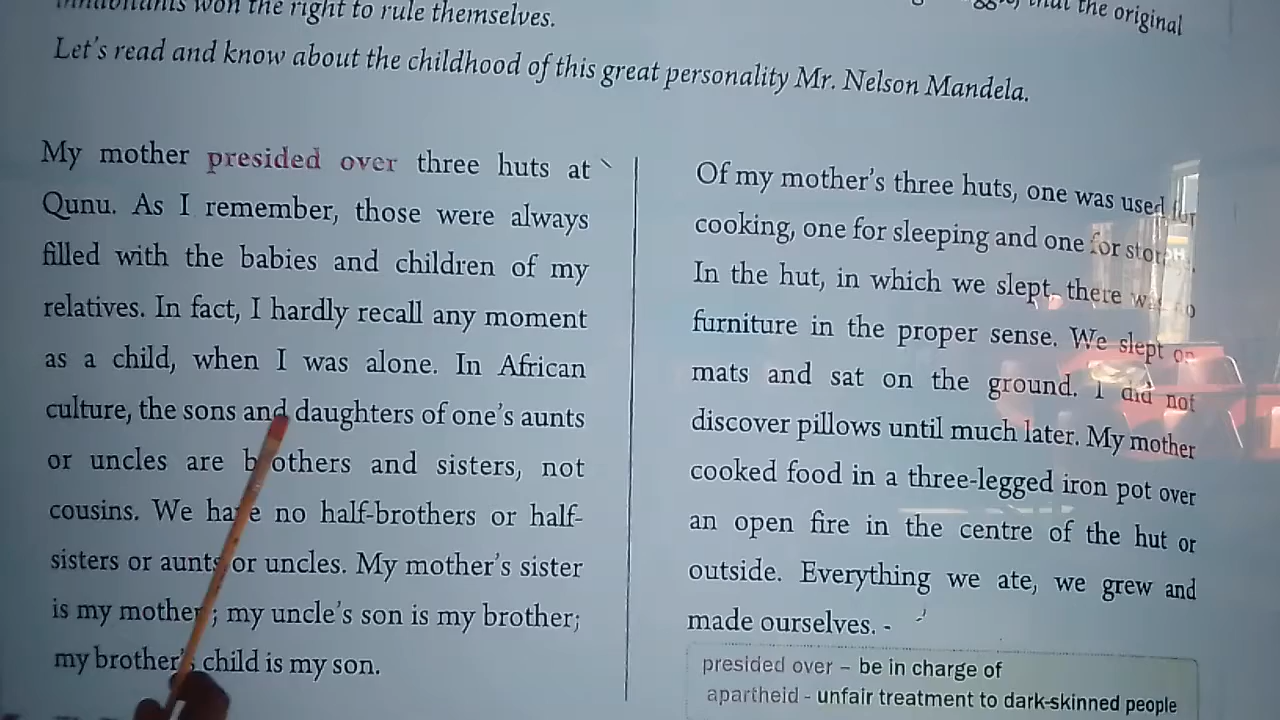 inhabitants won the right to rule themselves.
that the original
Let's read and know about the childhood of this great personality Mr. Nelson Mandela.
My mother presided over three huts at
Qunu. As I remember, those were always
filled with the babies and children of my
relatives. In fact, I hardly recall any moment
as a child, when I was alone. In African
culture, the sons and daughters of one's aunts
or uncles are brothers and sisters, not
cousins. We have no half-brothers or half-
sisters or aunts or uncles. My mother's sister
is my mother; my uncle's son is my brother;
my brother's child is my son.
Of my mother's three huts, one was used for
cooking, one for sleeping and one for storage.
In the hut, in which we slept, there was no
furniture in the proper sense. We slept on
mats and sat on the ground. I did not
discover pillows until much later. My mother
cooked food in a three-legged iron pot over
an open fire in the centre of the hut or
outside. Everything we ate, we grew and
made ourselves. -
presided over – be in charge of
apartheid - unfair treatment to dark-skinned people